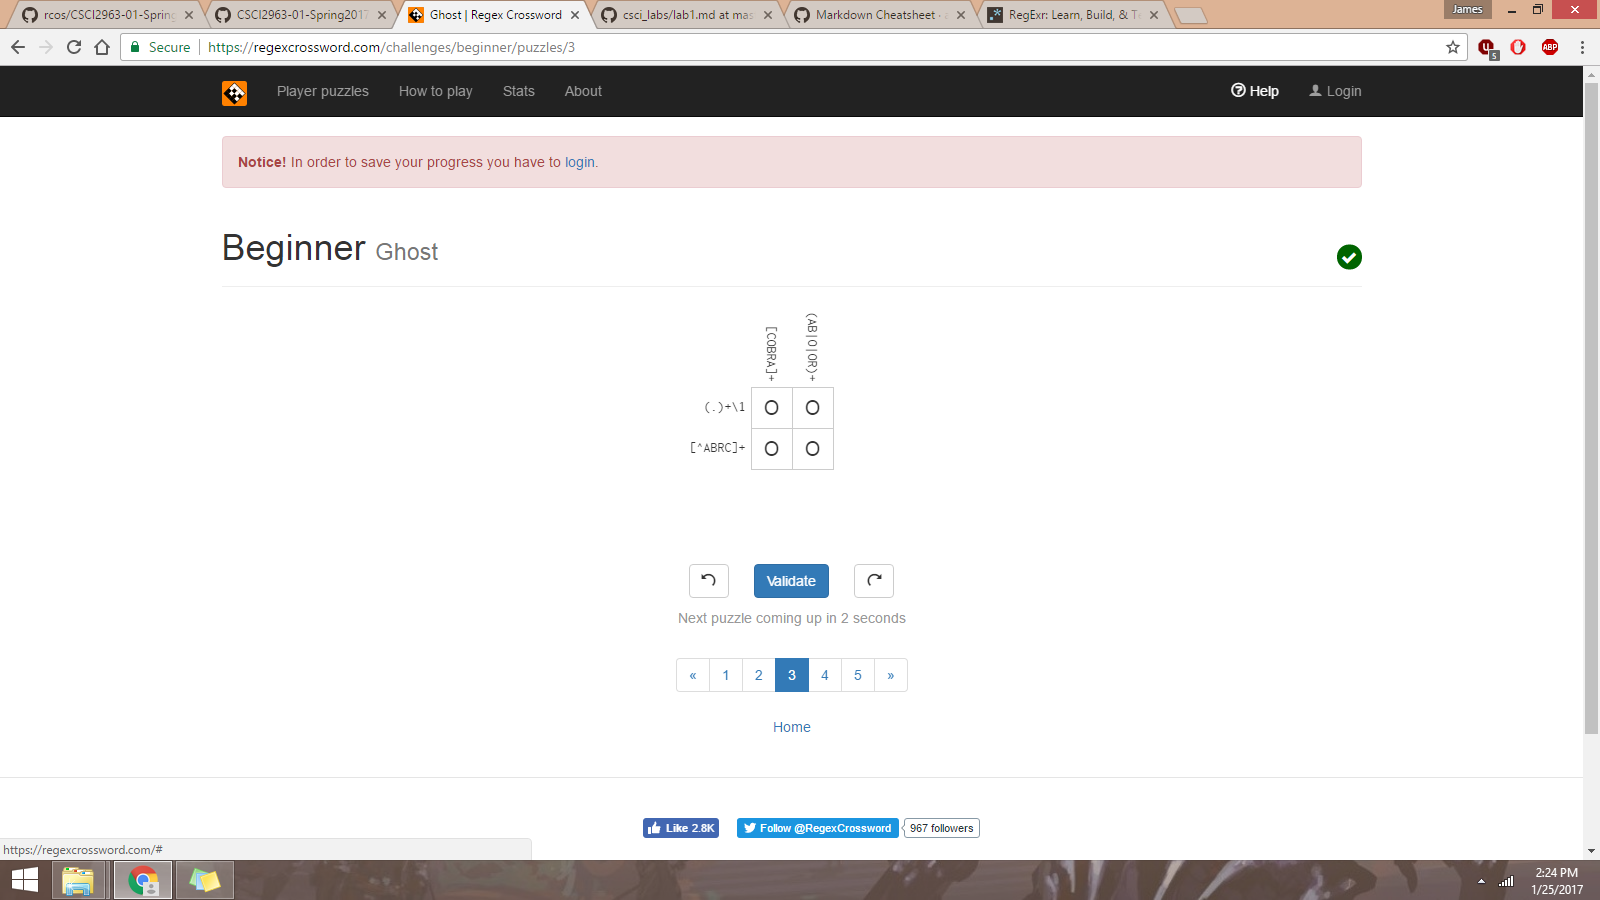 rcos/CSCI2963-01-Spring
CSCI2963-01-Spring2017
Ghost | Regex Crossword
csci_labs/lab1.md at mas
Markdown Cheatsheet ·
RegExr: Learn, Build, & Te
James
Secure
https://regexcrossword.com/challenges/beginner/puzzles/3
5
ABP
Player puzzles
How to play
Stats
About
Help
Login
Notice! In order to save your progress you have to login.
Beginner Ghost
[COBRA]+
(AB|O|OR)+
(.)+\1
O
O
[^ABRC]+
O
O
Validate
Next puzzle coming up in 2 seconds
«
1
2
3
4
5
»
Home
Like 2.8K
Follow @RegexCrossword
967 followers
https://regexcrossword.com/#
2:24 PM
1/25/2017